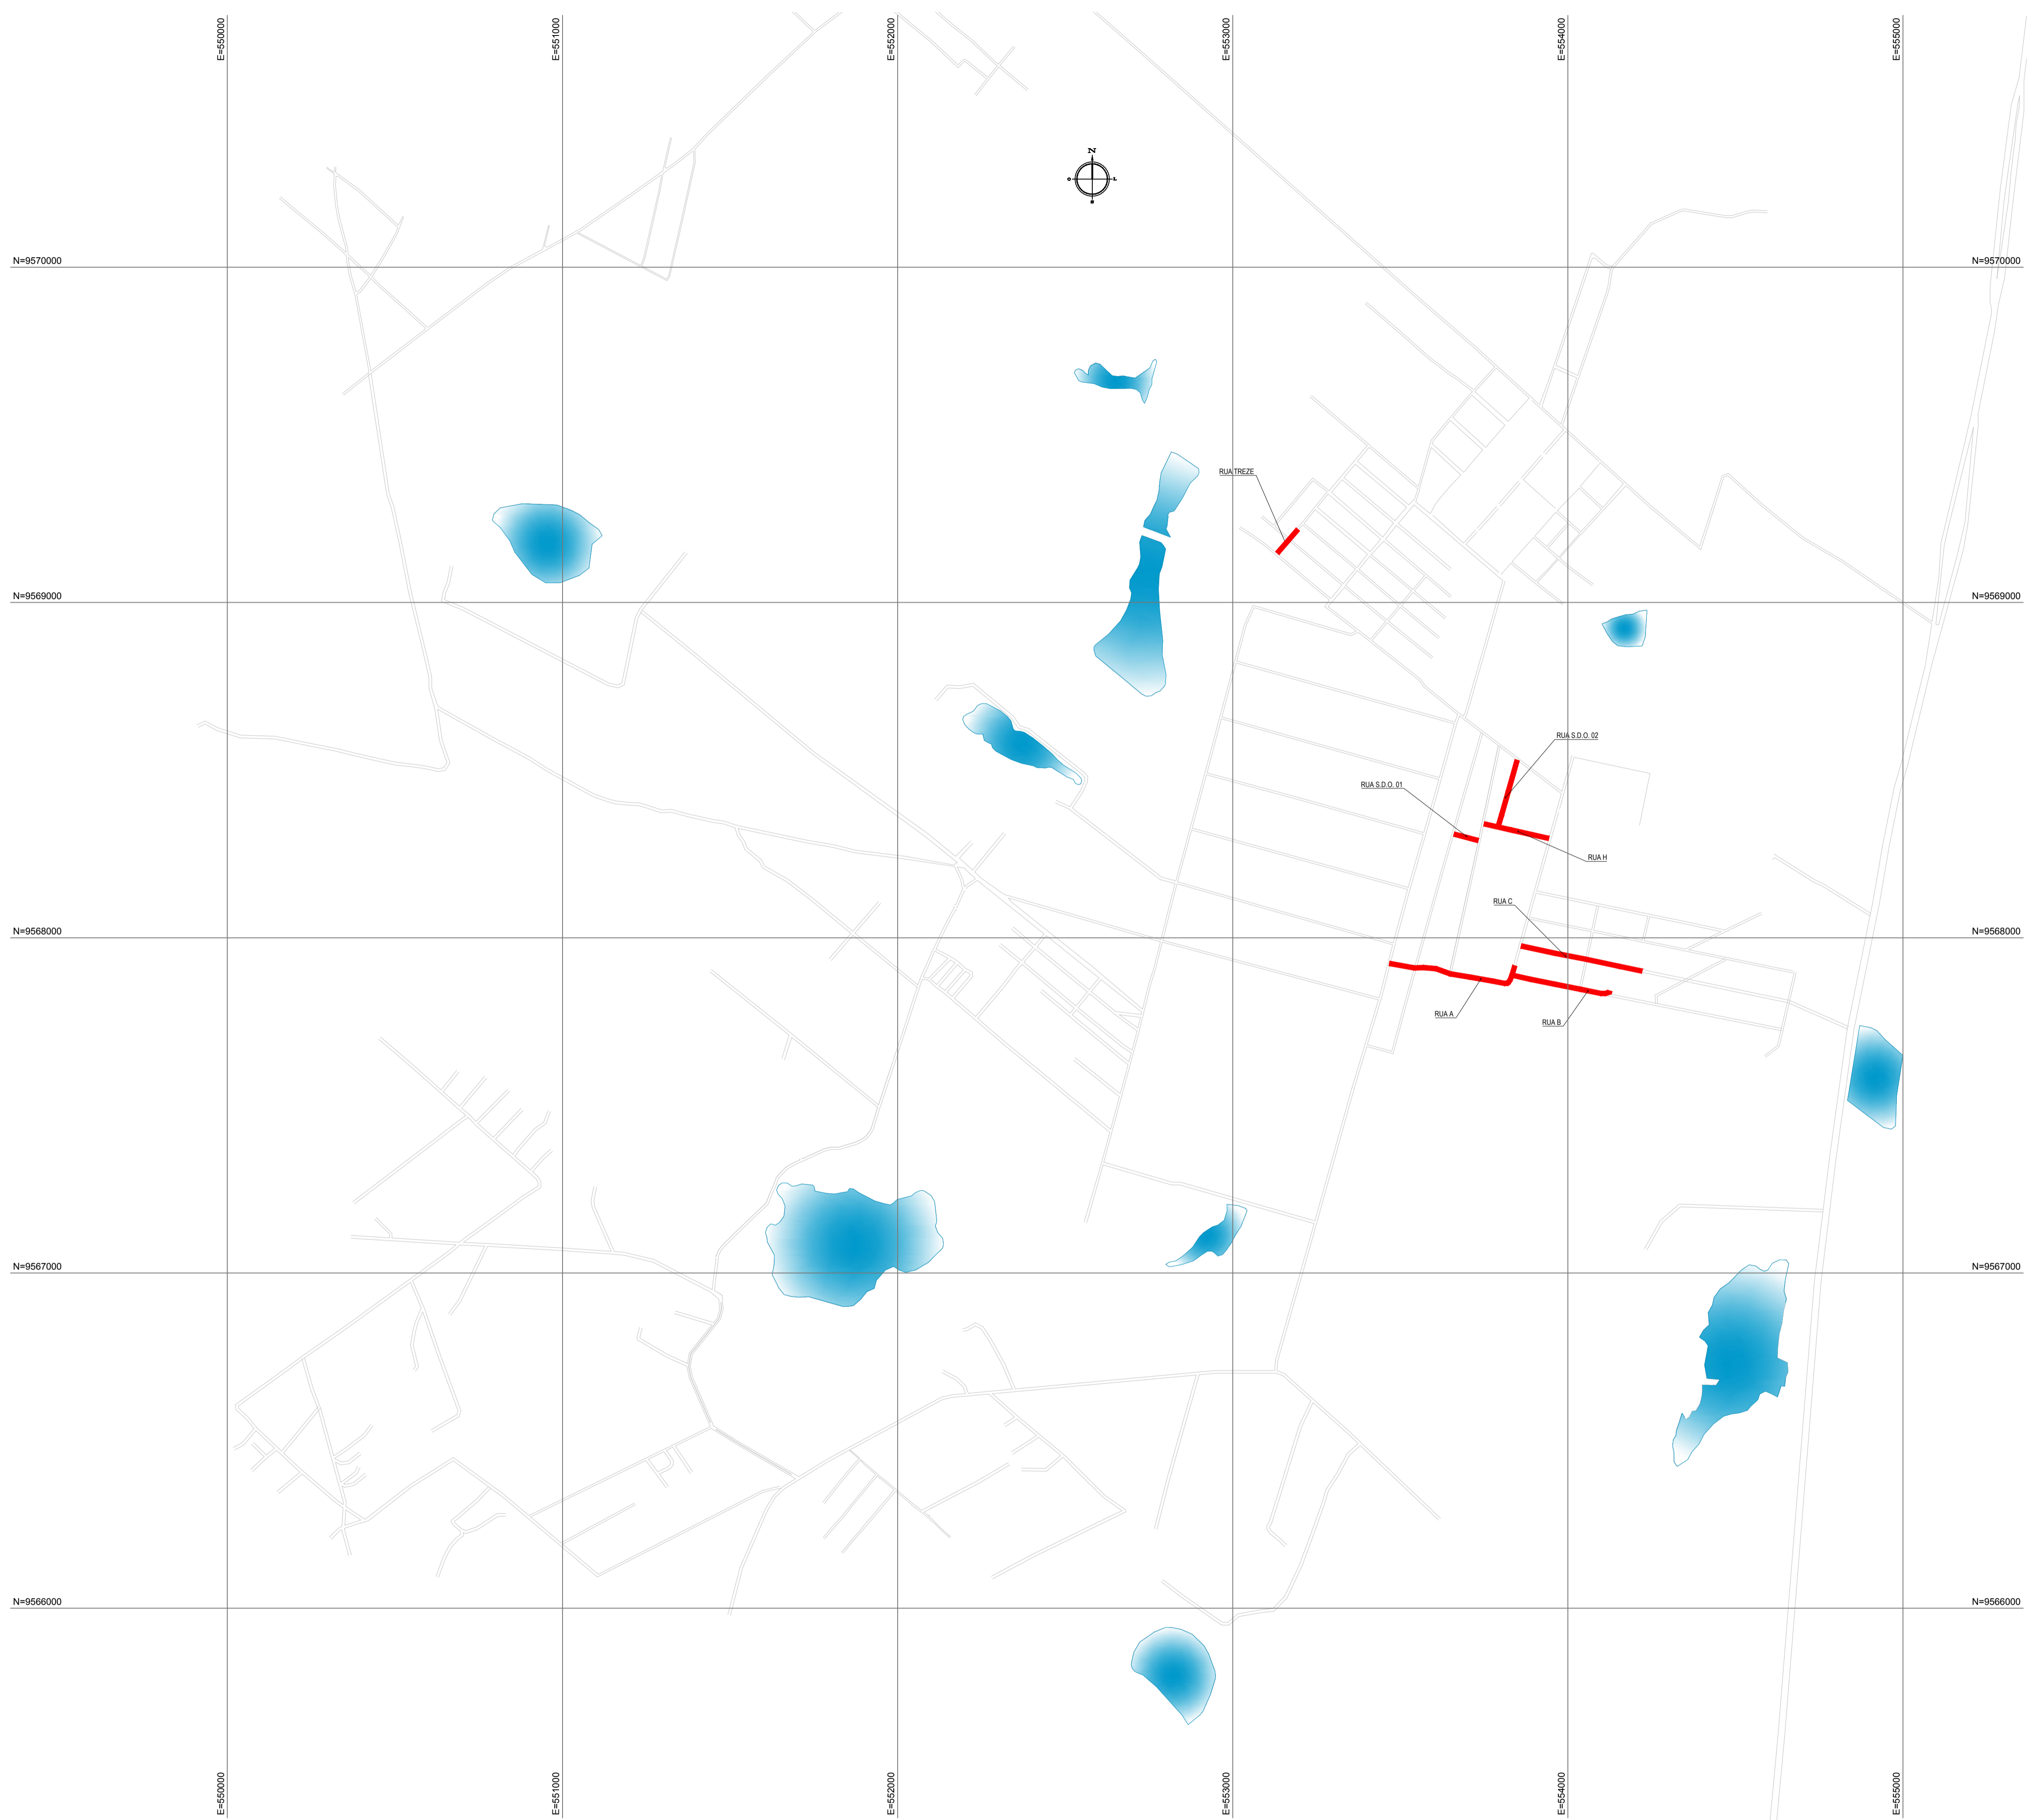 E=550000
E=551000
E=552000
E=553000
E=554000
E=555000
N
O
L
S
N=9570000
N=9570000
RUA TREZE
N=9569000
N=9569000
RUA S.D.O. 02
RUA S.D.O. 01
RUA H
RUA C
N=9568000
N=9568000
RUA A
RUA B
N=9567000
N=9567000
N=9566000
N=9566000
E=550000
E=551000
E=552000
E=553000
E=554000
E=555000